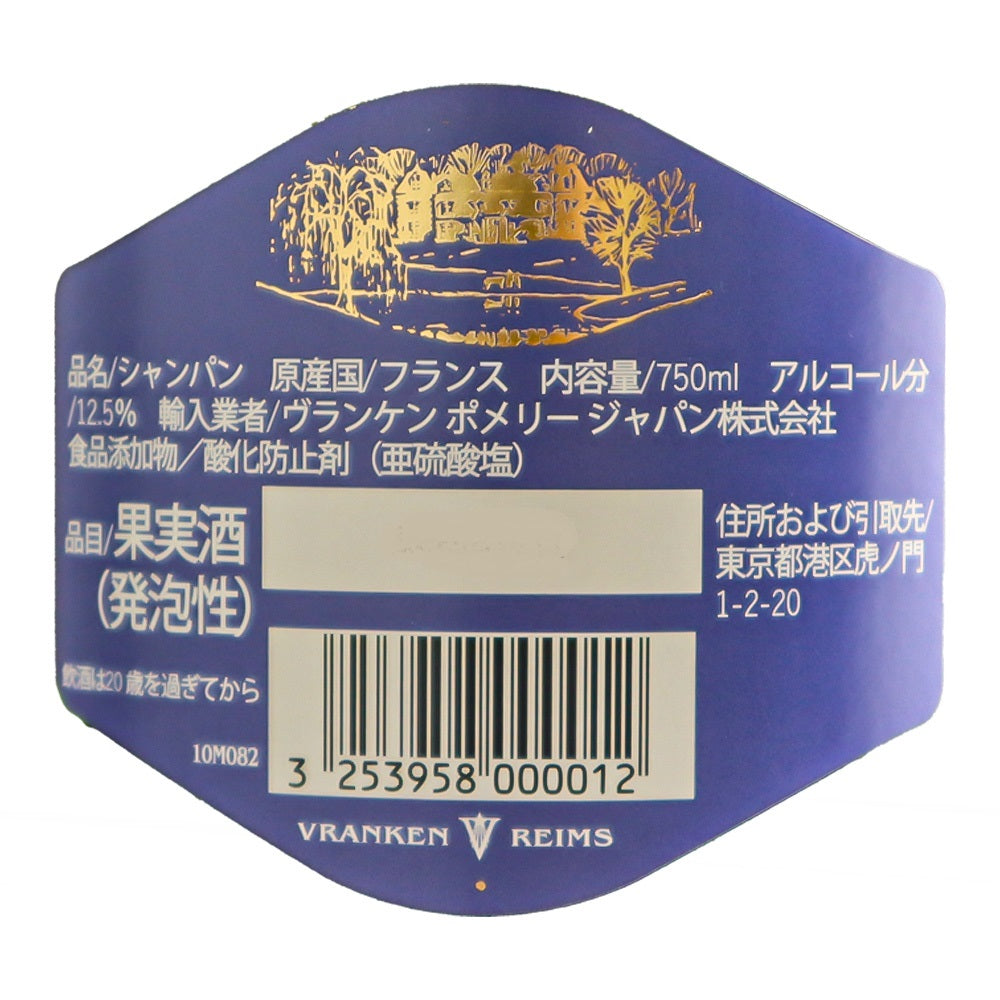 品名/シャンパン 原産国/フランス 内容量/750ml アルコール分
/12.5% 輸入業者/ヴランケン ポメリー ジャパン株式会社
食品添加物/酸化防止剤（亜硫酸塩）
品目/果実酒
（発泡性）
住所および引取先/
東京都港区虎ノ門
1-2-20
飲酒は20歳を過ぎてから
10M082
3 253958 000012
VRANKEN REIMS